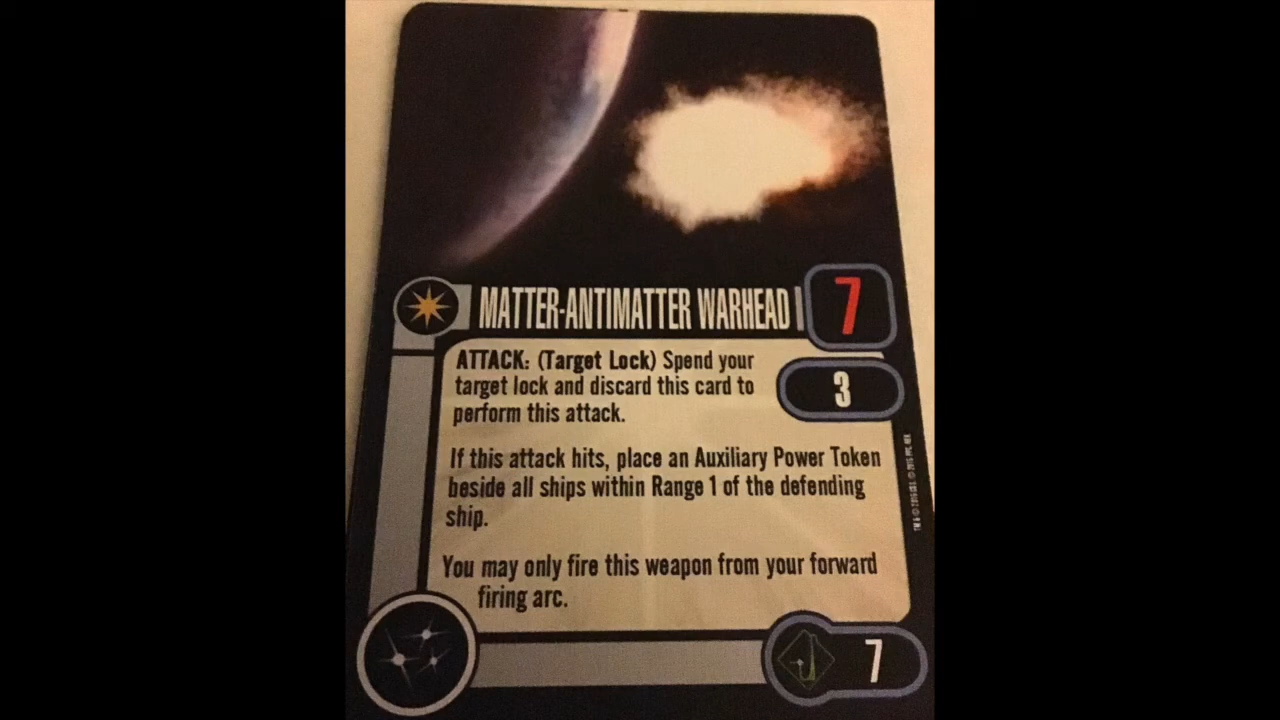 MATTER-ANTIMATTER WARHEAD
7
ATTACK: (Target Lock) Spend your
target lock and discard this card to
perform this attack.
3
If this attack hits, place an Auxiliary Power Token
beside all ships within Range 1 of the defending
ship.
You may only fire this weapon from your forward
firing arc.
7